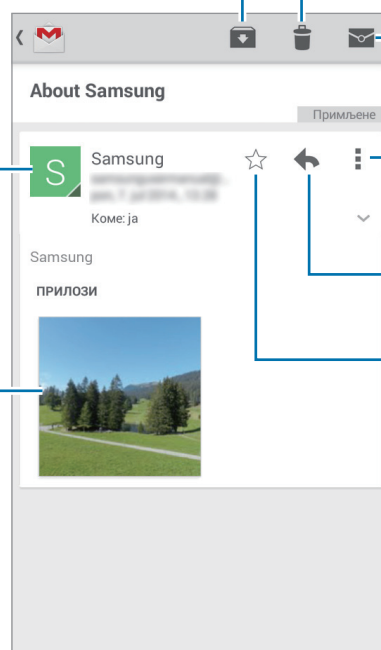 About Samsung
Примљене
S
Samsung
Коме: ја
Samsung
ПРИЛОЗИ